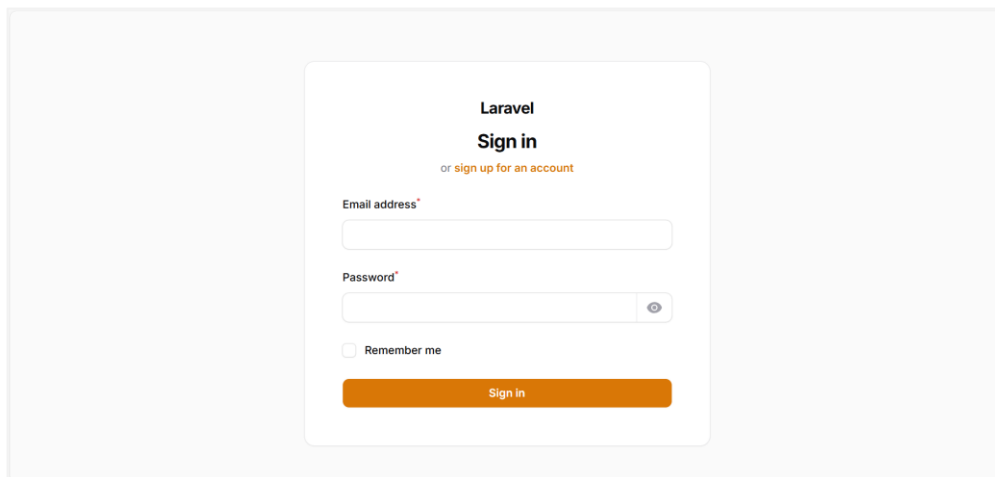 Laravel
Sign in
or sign up for an account
Email address*
Password*
Remember me
Sign in